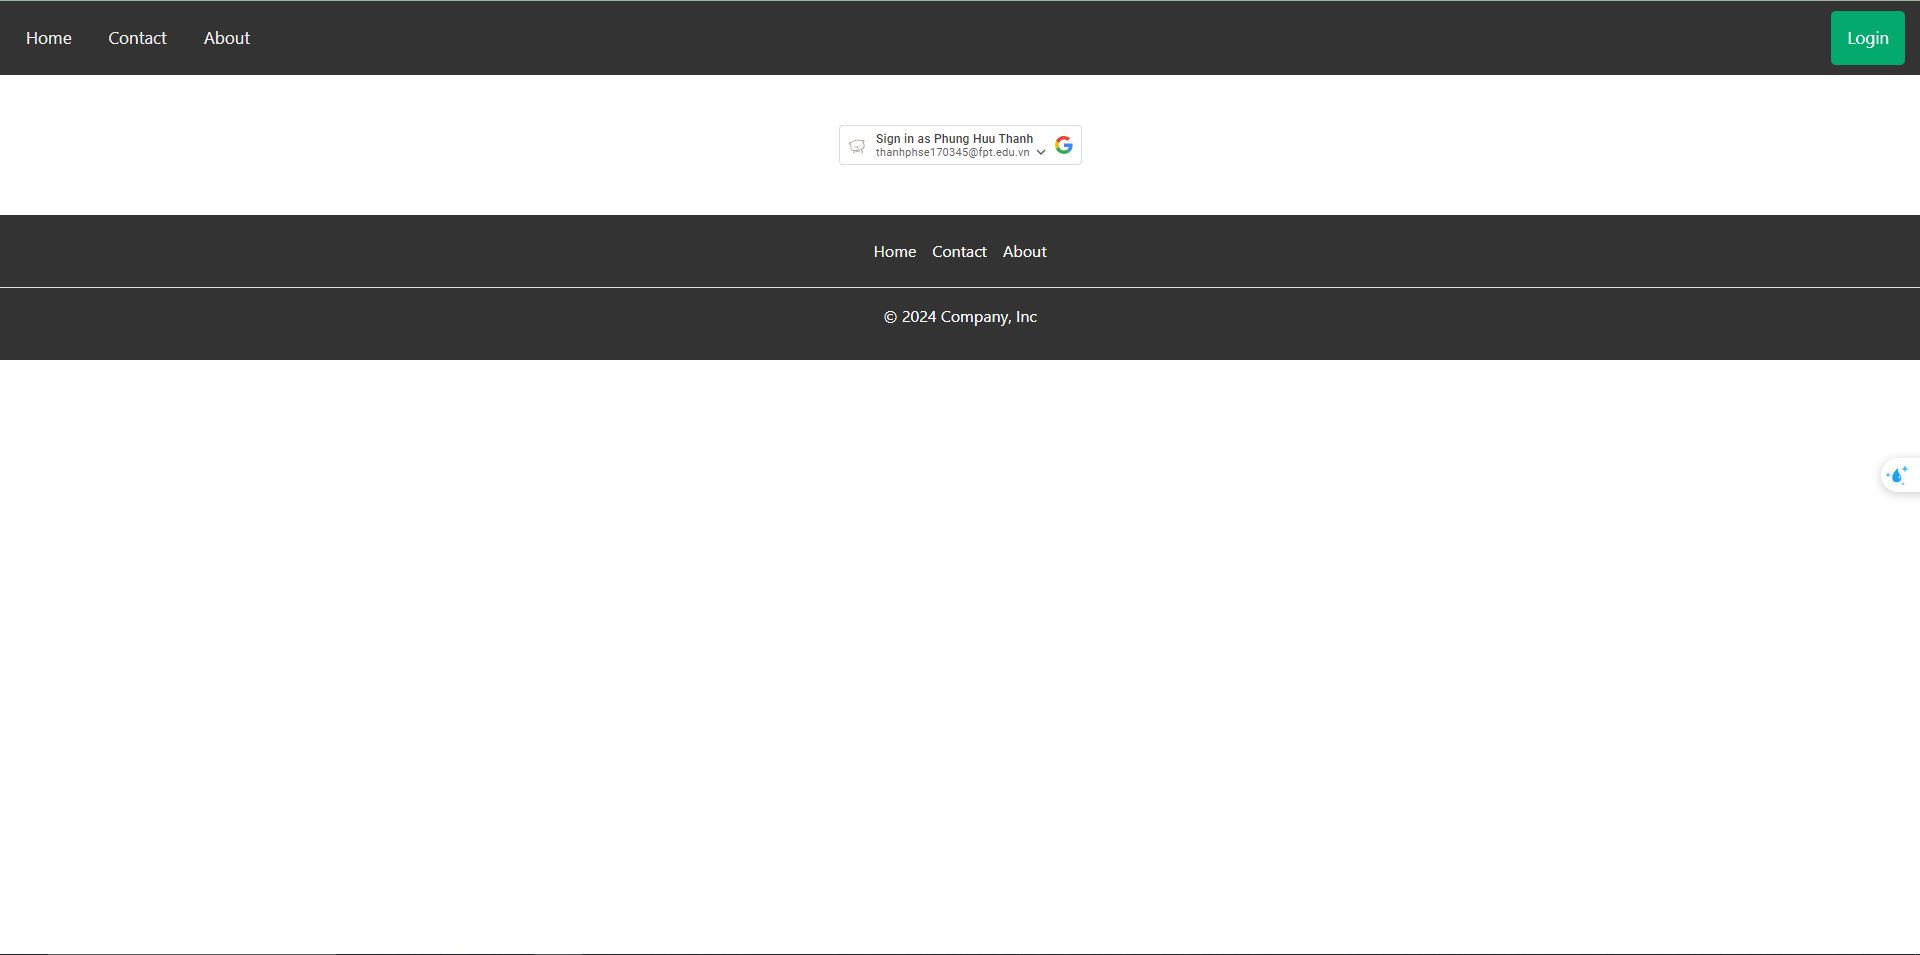 Home Contact About Login
Sign in as Phung Huu Thanh
thanhphse170345@fpt.edu.vn
Home Contact About
© 2024 Company, Inc